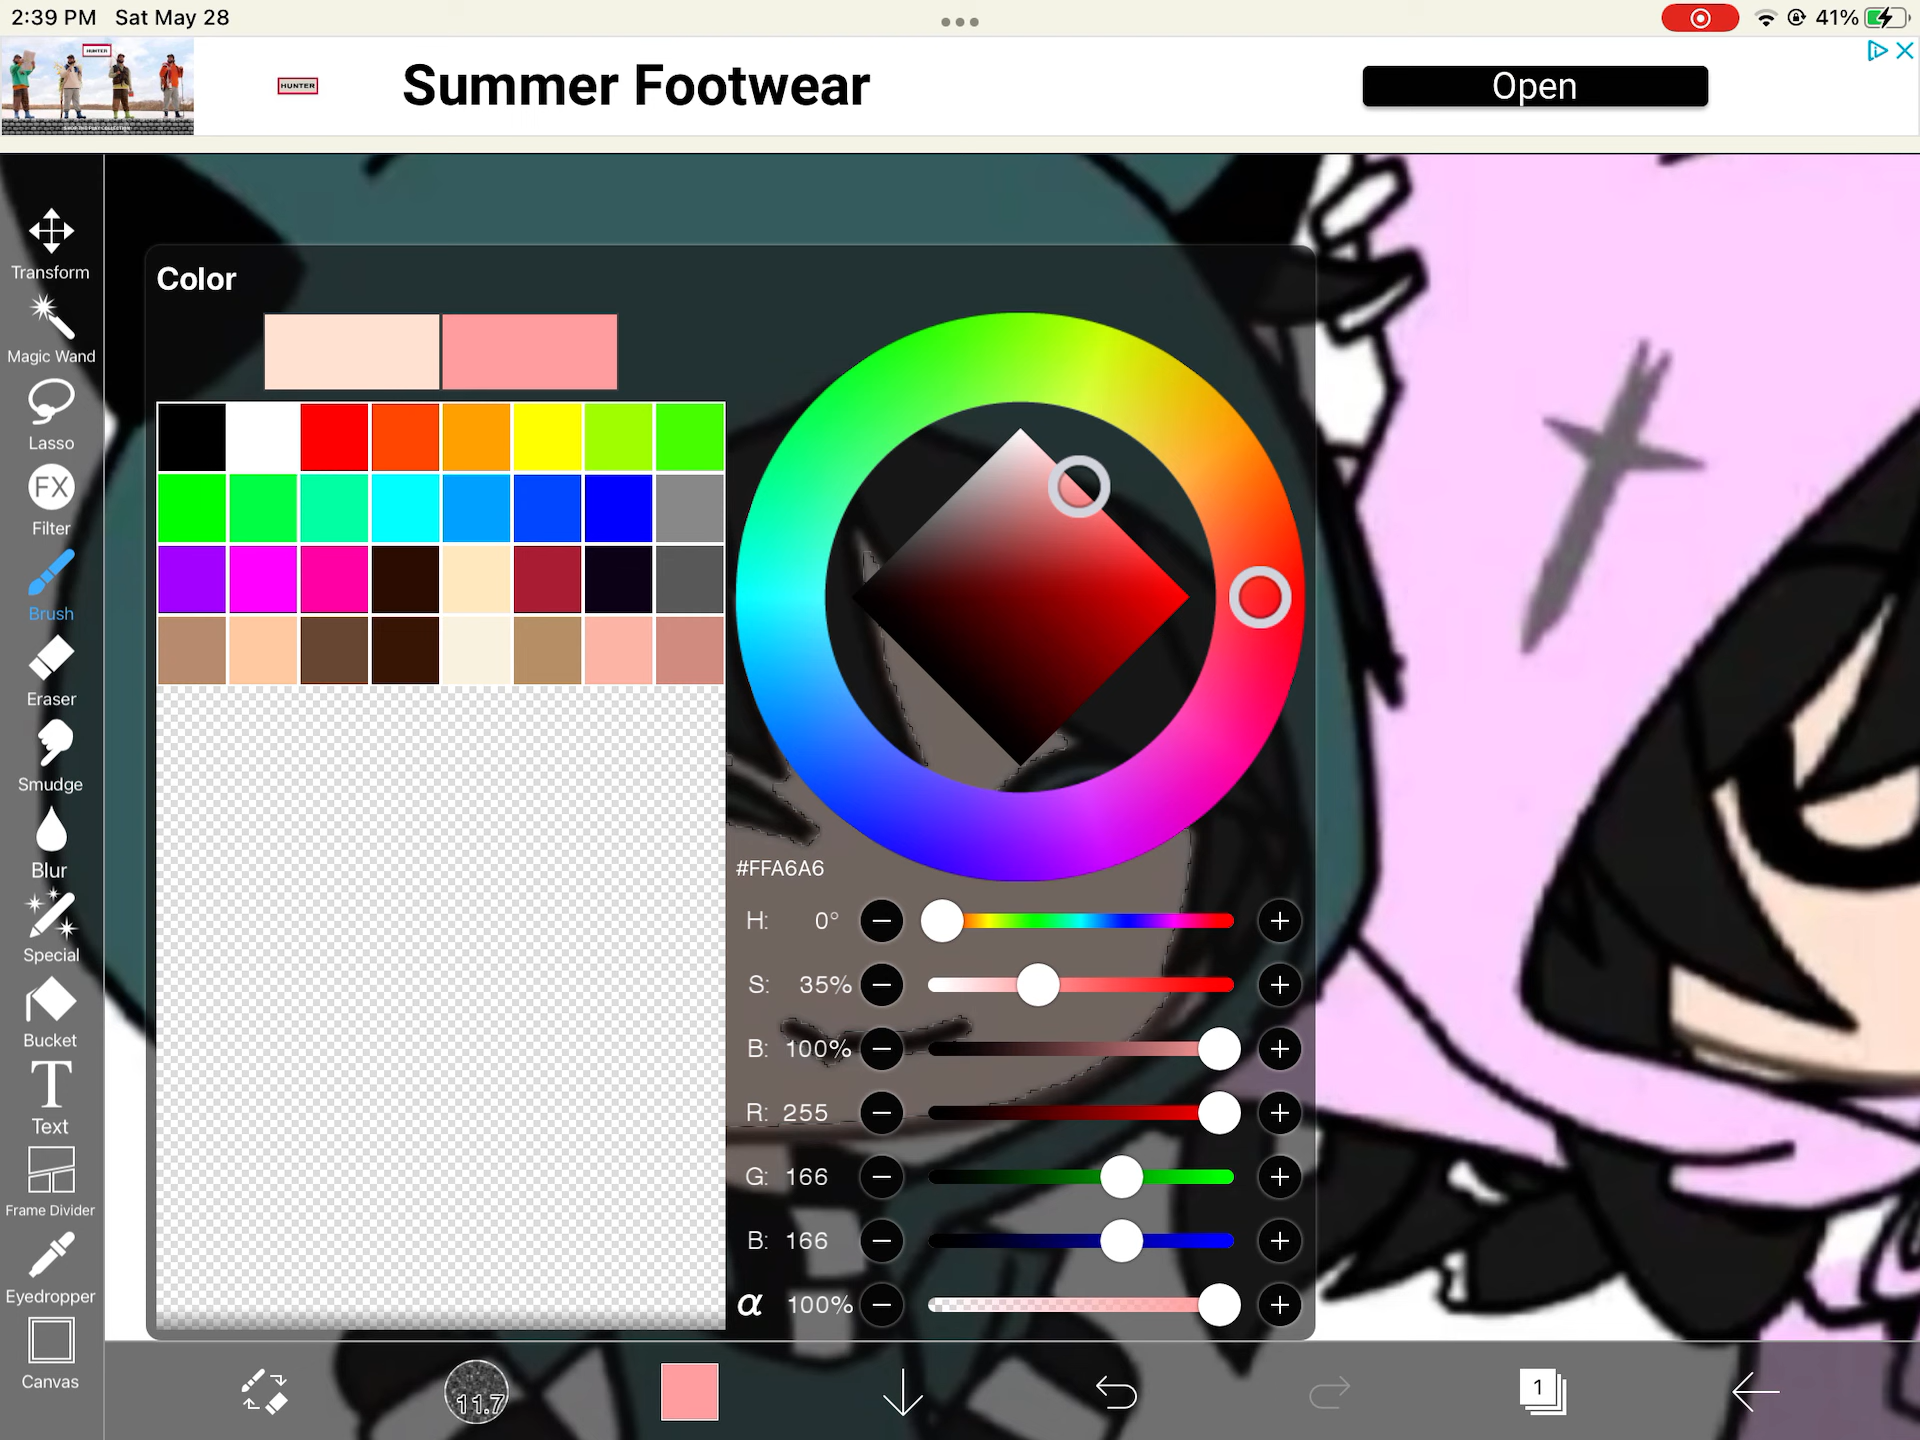 2:39 PM Sat May 28
41%
HUNTER
HUNTER
Summer Footwear
Open
Transform
Color
Magic Wand
Lasso
FX
Filter
Brush
Eraser
Smudge
Blur
#FFA6A6
H: 0°
Special
S: 35%
Bucket
B: 100%
T
Text
R: 255
G: 166
Frame Divider
B: 166
Eyedropper
α 100%
Canvas
11.7
1